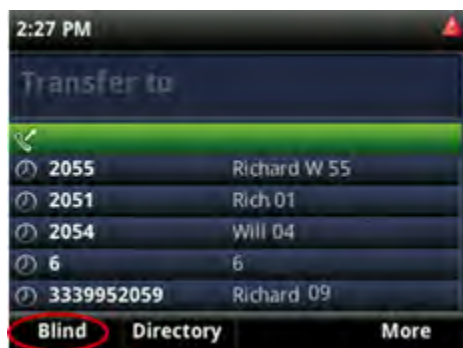 2:27 PM
Transfer to
2055 Richard W 55
2051 Rich 01
2054 Will 04
6 6
3339952059 Richard 09
Blind Directory More